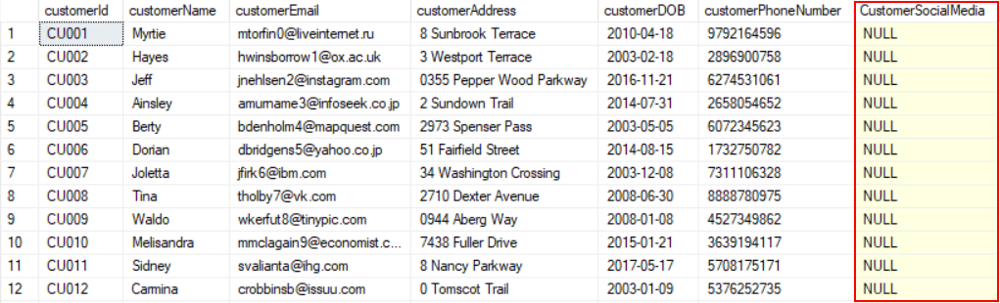 customerId customerName customerEmail customerAddress customerDOB customerPhoneNumber CustomerSocialMedia
1 CU001 Myrtie mtorfin0@liveinternet.ru 8 Sunbrook Terrace 2010-04-18 9792164596 NULL
2 CU002 Hayes hwinsborrow1@ox.ac.uk 3 Westport Terrace 2003-02-18 2896900758 NULL
3 CU003 Jeff jnehlsen2@instagram.com 0355 Pepper Wood Parkway 2016-11-21 6274531061 NULL
4 CU004 Ainsley amurname3@infoseek.co.jp 2 Sundown Trail 2014-07-31 2658054652 NULL
5 CU005 Berty bdenholm4@mapquest.com 2973 Spenser Pass 2003-05-05 6072345623 NULL
6 CU006 Dorian dbridgens5@yahoo.co.jp 51 Fairfield Street 2014-08-15 1732750782 NULL
7 CU007 Joletta jfirk6@ibm.com 34 Washington Crossing 2003-12-08 7311106328 NULL
8 CU008 Tina tholby7@vk.com 2710 Dexter Avenue 2008-06-30 8888780975 NULL
9 CU009 Waldo wkerfut8@tinypic.com 0944 Aberg Way 2008-01-08 4527349862 NULL
10 CU010 Melisandra mmclagain9@economist.c... 7438 Fuller Drive 2015-01-21 3639194117 NULL
11 CU011 Sidney svalianta@ihg.com 8 Nancy Parkway 2017-05-17 5708175171 NULL
12 CU012 Carmina crobbinsb@issuu.com 0 Tomscot Trail 2003-01-09 5376252735 NULL